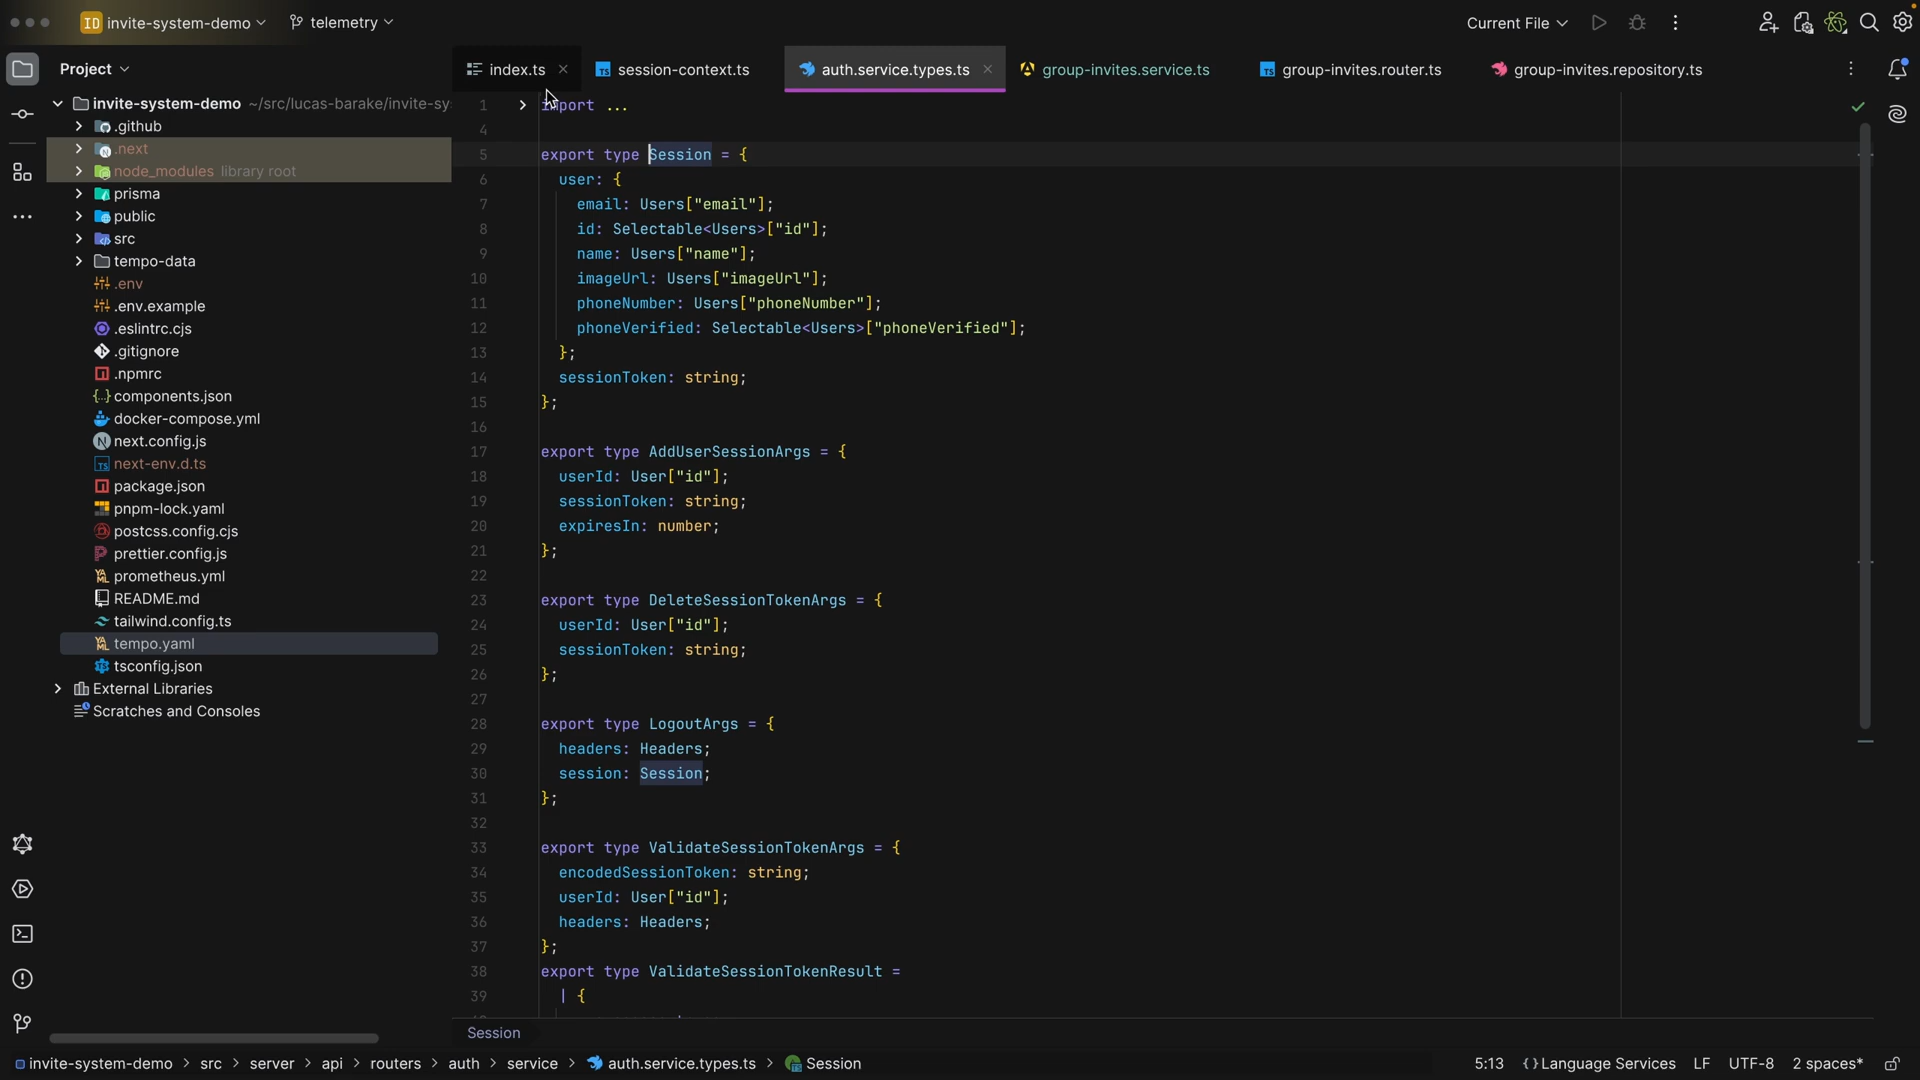 ID invite-system-demo
telemetry
Current File
Project
index.ts
session-context.ts
auth.service.types.ts
group-invites.service.ts
group-invites.router.ts
group-invites.repository.ts
invite-system-demo ~/src/lucas-barake/invite-sy
.github
.next
node_modules library root
prisma
public
src
tempo-data
.env
.env.example
.eslintrc.cjs
.gitignore
.npmrc
components.json
docker-compose.yml
next.config.js
next-env.d.ts
package.json
pnpm-lock.yaml
postcss.config.cjs
prettier.config.js
prometheus.yml
README.md
tailwind.config.ts
tempo.yaml
tsconfig.json
External Libraries
Scratches and Consoles
1 import ...
4
5 export type Session = {
6 user: {
7 email: Users["email"];
8 id: Selectable<Users>["id"];
9 name: Users["name"];
10 imageUrl: Users["imageUrl"];
11 phoneNumber: Users["phoneNumber"];
12 phoneVerified: Selectable<Users>["phoneVerified"];
13 };
14 sessionToken: string;
15 };
16
17 export type AddUserSessionArgs = {
18 userId: User["id"];
19 sessionToken: string;
20 expiresIn: number;
21 };
22
23 export type DeleteSessionTokenArgs = {
24 userId: User["id"];
25 sessionToken: string;
26 };
27
28 export type LogoutArgs = {
29 headers: Headers;
30 session: Session;
31 };
32
33 export type ValidateSessionTokenArgs = {
34 encodedSessionToken: string;
35 userId: User["id"];
36 headers: Headers;
37 };
38 export type ValidateSessionTokenResult =
39 | {
Session
invite-system-demo > src > server > api > routers > auth > service > auth.service.types.ts > Session
5:13 {} Language Services LF UTF-8 2 spaces*